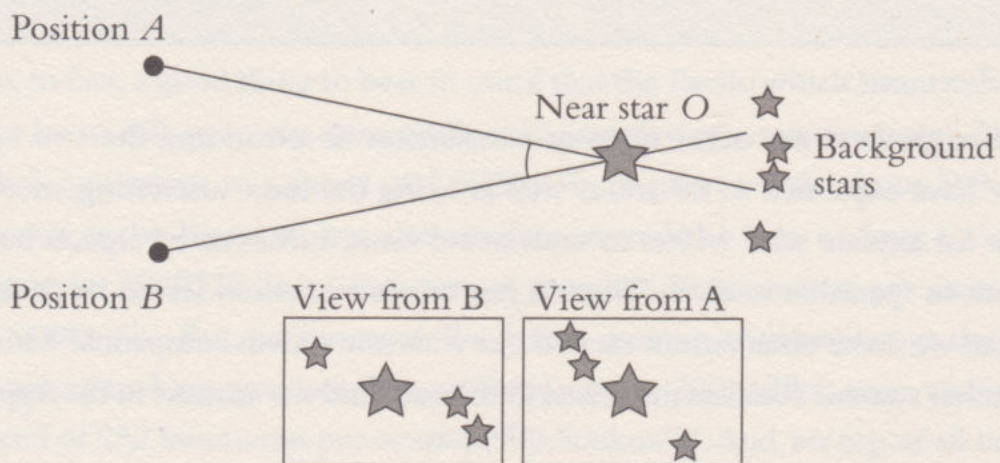 Position A
Near star O
Background
stars
Position B
View from B
View from A